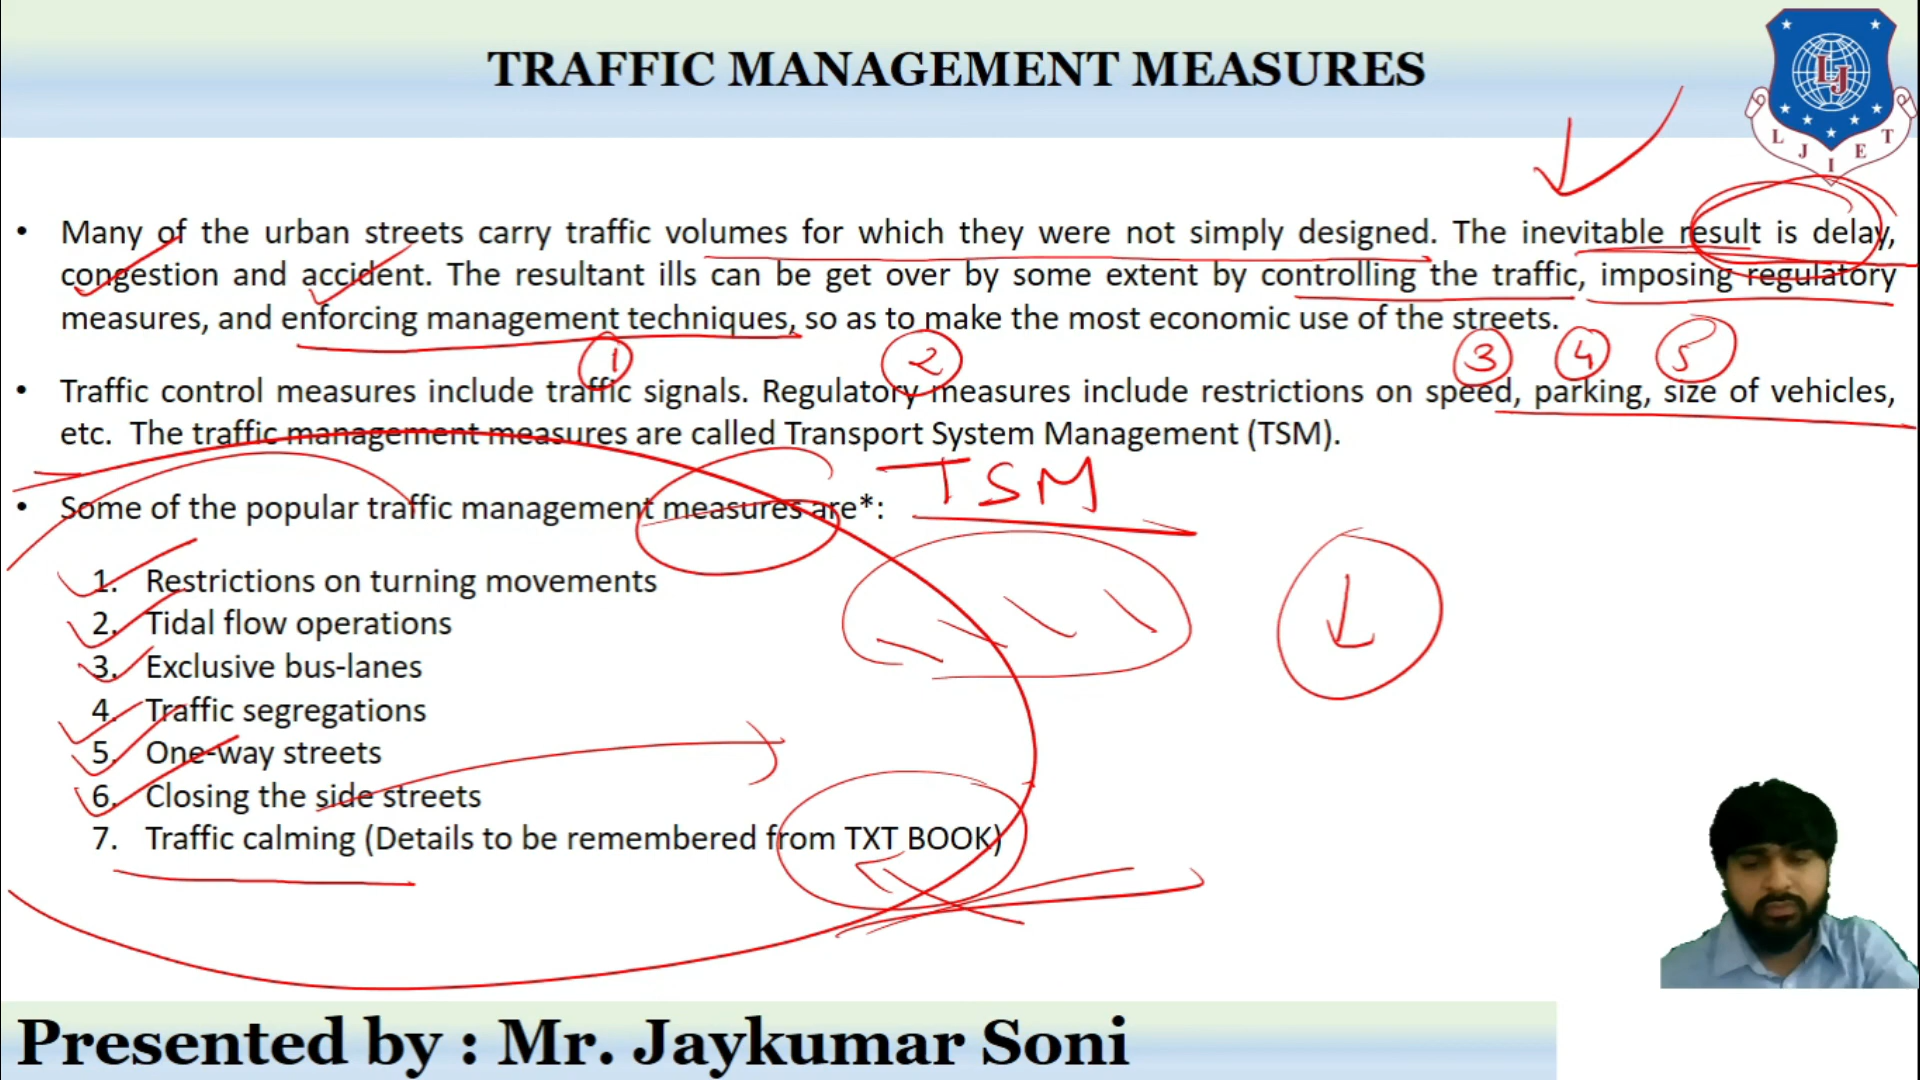 TRAFFIC MANAGEMENT MEASURES
LJ
L J I E T
• Many of the urban streets carry traffic volumes for which they were not simply designed. The inevitable result is delay,
congestion and accident. The resultant ills can be get over by some extent by controlling the traffic, imposing regulatory
measures, and enforcing management techniques, so as to make the most economic use of the streets.
1 2 3 4 5
• Traffic control measures include traffic signals. Regulatory measures include restrictions on speed, parking, size of vehicles,
etc. The traffic management measures are called Transport System Management (TSM).
TSM
• Some of the popular traffic management measures are*:
1. Restrictions on turning movements
2. Tidal flow operations
3. Exclusive bus-lanes
4. Traffic segregations
5. One-way streets
6. Closing the side streets
7. Traffic calming (Details to be remembered from TXT BOOK)
Presented by : Mr. Jaykumar Soni